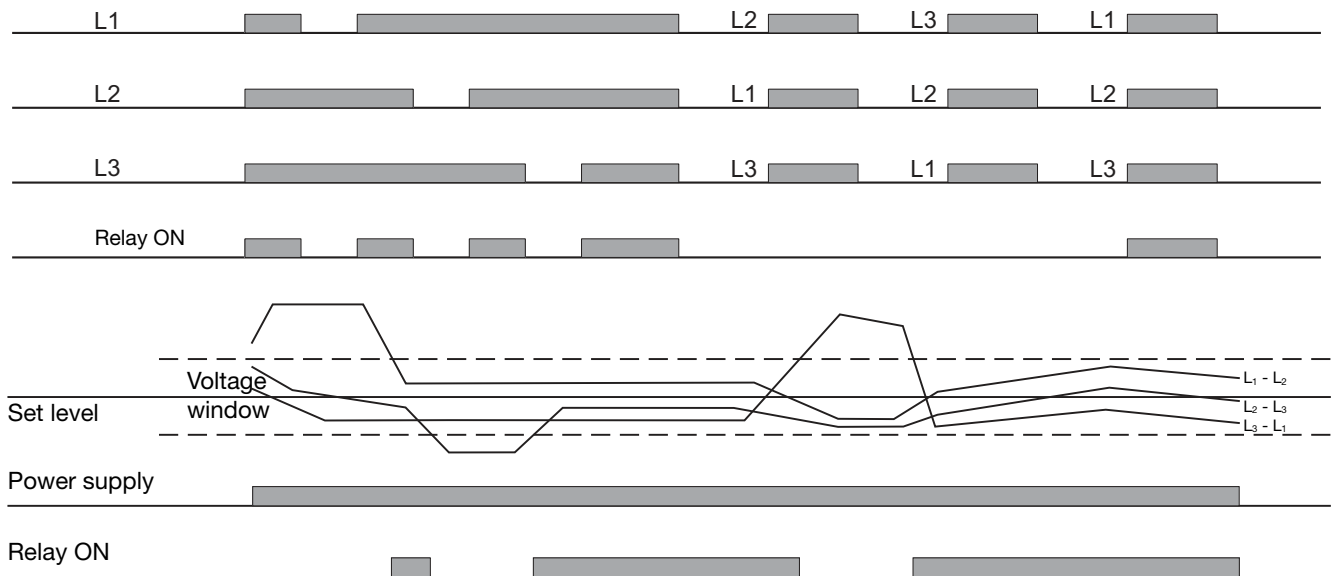 L1 L2 L3 L1
L2 L1 L2 L2
L3 L3 L1 L3
Relay ON
Voltage
window
L₁ - L₂
Set level
L₂ - L₃
L₃ - L₁
Power supply
Relay ON